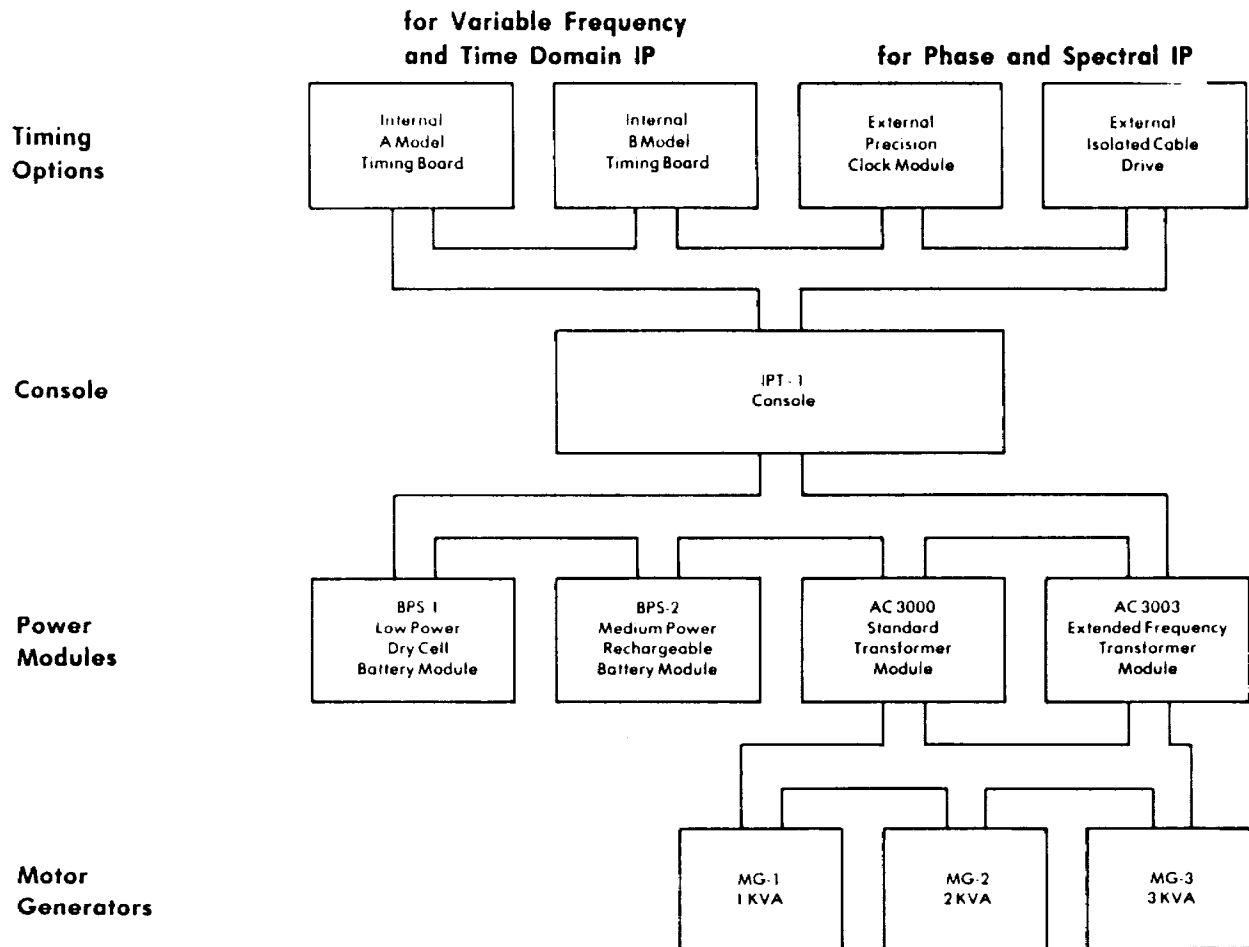 for Variable Frequency
and Time Domain IP
for Phase and Spectral IP
Timing
Options
Internal
A Model
Timing Board
Internal
B Model
Timing Board
External
Precision
Clock Module
External
Isolated Cable
Drive
Console
IPT-1
Console
Power
Modules
BPS-1
Low Power
Dry Cell
Battery Module
BPS-2
Medium Power
Rechargeable
Battery Module
AC 3000
Standard
Transformer
Module
AC 3003
Extended Frequency
Transformer
Module
Motor
Generators
MG-1
1 KVA
MG-2
2 KVA
MG-3
3 KVA